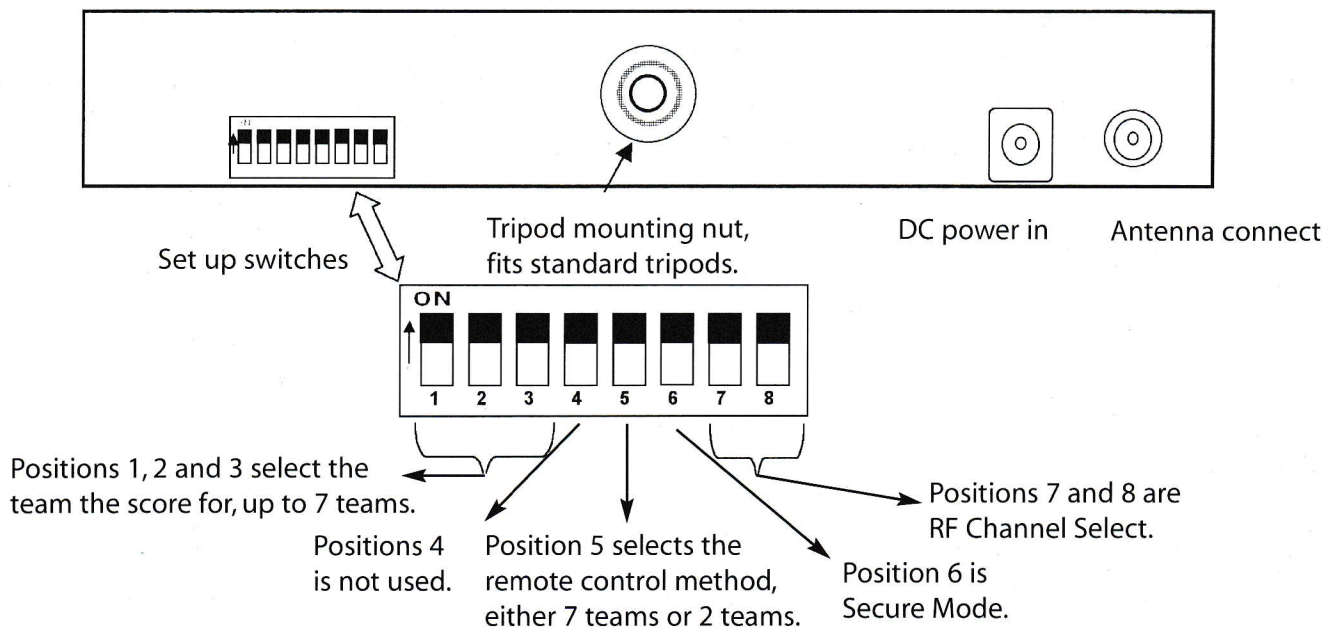 Set up switches
Tripod mounting nut,
fits standard tripods.
DC power in
Antenna connect
ON
1 2 3 4 5 6 7 8
Positions 1, 2 and 3 select the
team the score for, up to 7 teams.
Positions 4
is not used.
Position 5 selects the
remote control method,
either 7 teams or 2 teams.
Position 6 is
Secure Mode.
Positions 7 and 8 are
RF Channel Select.